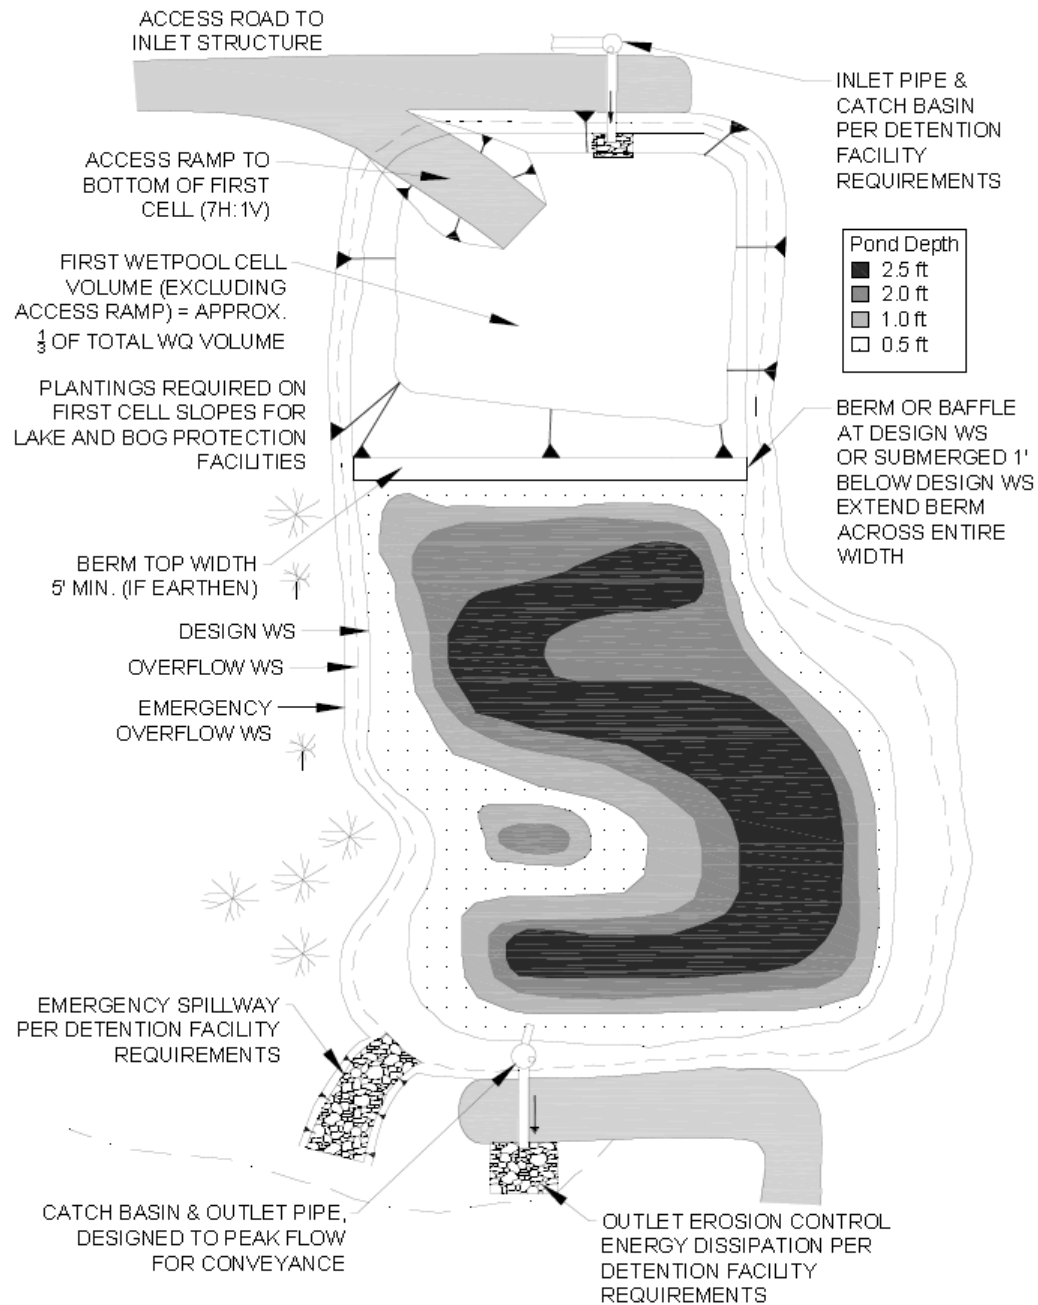 ACCESS ROAD TO
INLET STRUCTURE
INLET PIPE &
CATCH BASIN
PER DETENTION
FACILITY
REQUIREMENTS
ACCESS RAMP TO
BOTTOM OF FIRST
CELL (7H:1V)
Pond Depth
2.5 ft
2.0 ft
1.0 ft
0.5 ft
FIRST WETPOOL CELL
VOLUME (EXCLUDING
ACCESS RAMP) = APPROX.
1/3 OF TOTAL WQ VOLUME
PLANTINGS REQUIRED ON
FIRST CELL SLOPES FOR
LAKE AND BOG PROTECTION
FACILITIES
BERM OR BAFFLE
AT DESIGN WS
OR SUBMERGED 1'
BELOW DESIGN WS
EXTEND BERM
ACROSS ENTIRE
WIDTH
BERM TOP WIDTH
5' MIN. (IF EARTHEN)
DESIGN WS
OVERFLOW WS
EMERGENCY
OVERFLOW WS
EMERGENCY SPILLWAY
PER DETENTION FACILITY
REQUIREMENTS
CATCH BASIN & OUTLET PIPE,
DESIGNED TO PEAK FLOW
FOR CONVEYANCE
OUTLET EROSION CONTROL
ENERGY DISSIPATION PER
DETENTION FACILITY
REQUIREMENTS